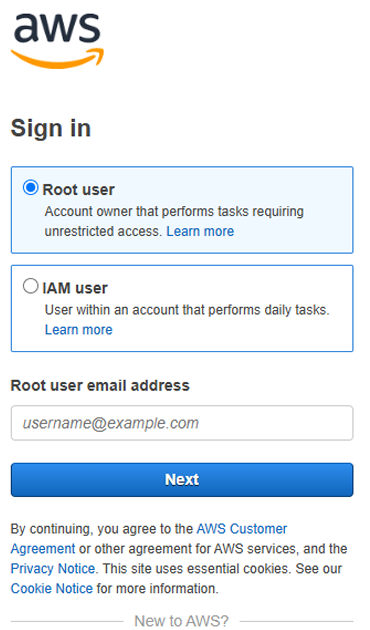 aws
Sign in
Root user
Account owner that performs tasks requiring
unrestricted access. Learn more
IAM user
User within an account that performs daily tasks.
Learn more
Root user email address
username@example.com
Next
By continuing, you agree to the AWS Customer
Agreement or other agreement for AWS services, and the
Privacy Notice. This site uses essential cookies. See our
Cookie Notice for more information.
New to AWS?